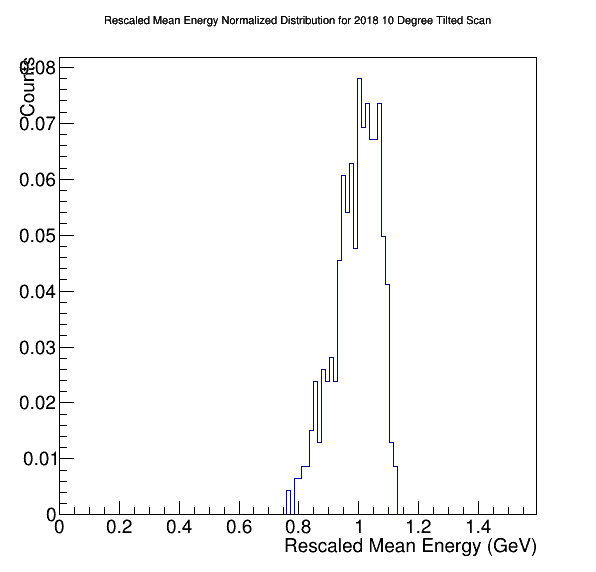 Rescaled Mean Energy Normalized Distribution for 2018 10 Degree Tilted Scan
Counts
0.08
0.07
0.06
0.05
0.04
0.03
0.02
0.01
0
0 0.2 0.4 0.6 0.8 1 1.2 1.4
Rescaled Mean Energy (GeV)